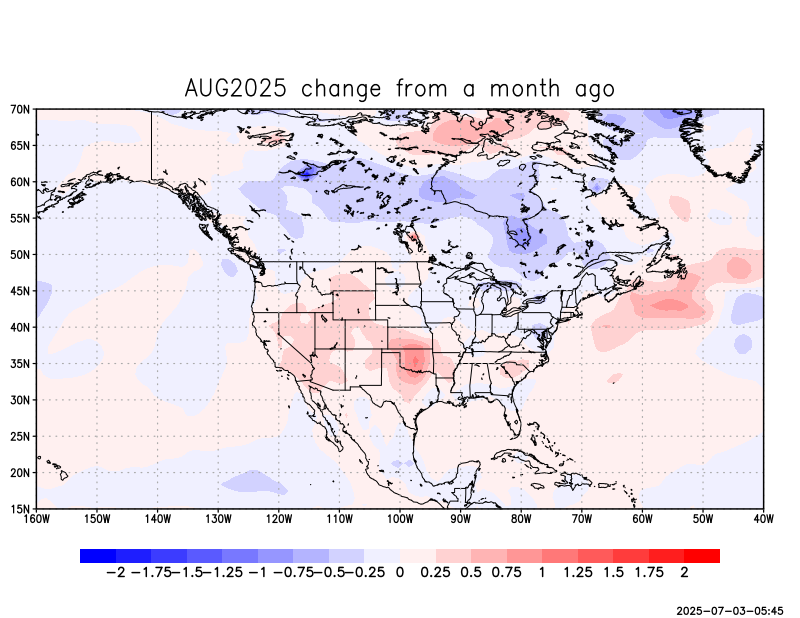 AUG2025 change from a month ago
70N
65N
60N
55N
50N
45N
40N
35N
30N
25N
20N
15N
160W 150W 140W 130W 120W 110W 100W 90W 80W 70W 60W 50W 40W
-2 -1.75 -1.5 -1.25 -1 -0.75 -0.5 -0.25 0 0.25 0.5 0.75 1 1.25 1.5 1.75 2
2025-07-03-05:45